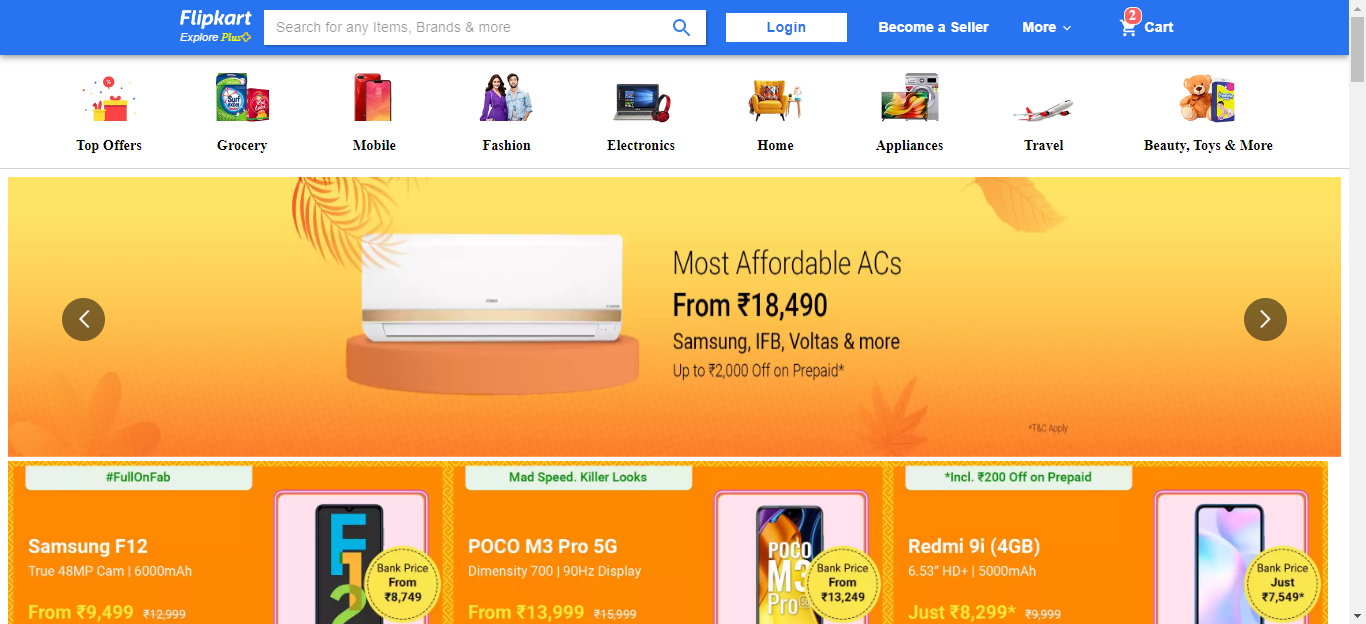 Flipkart
Explore Plus
Search for any Items, Brands & more
Login
Become a Seller
More
2
Cart
Top Offers
Grocery
Mobile
Fashion
Electronics
Home
Appliances
Travel
Beauty, Toys & More
Most Affordable ACs
From ₹18,490
Samsung, IFB, Voltas & more
Up to ₹2,000 Off on Prepaid*
*T&C Apply
#FullOnFab
Samsung F12
True 48MP Cam | 6000mAh
From ₹9,499 ₹12,999
F12
Bank Price
From
₹8,749
Mad Speed. Killer Looks
POCO M3 Pro 5G
Dimensity 700 | 90Hz Display
From ₹13,999 ₹15,999
POCO
M3
Pro
Bank Price
From
₹13,249
*Incl. ₹200 Off on Prepaid
Redmi 9i (4GB)
6.53” HD+ | 5000mAh
Just ₹8,299* ₹9,999
Bank Price
Just
₹7,549*